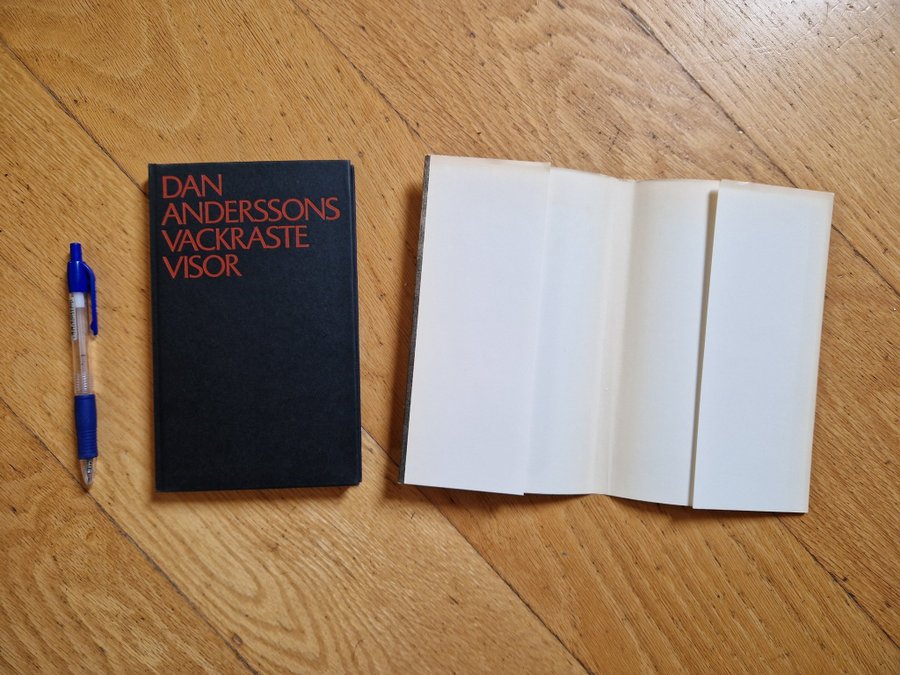 DAN
ANDERSSONS
VACKRASTE
VISOR